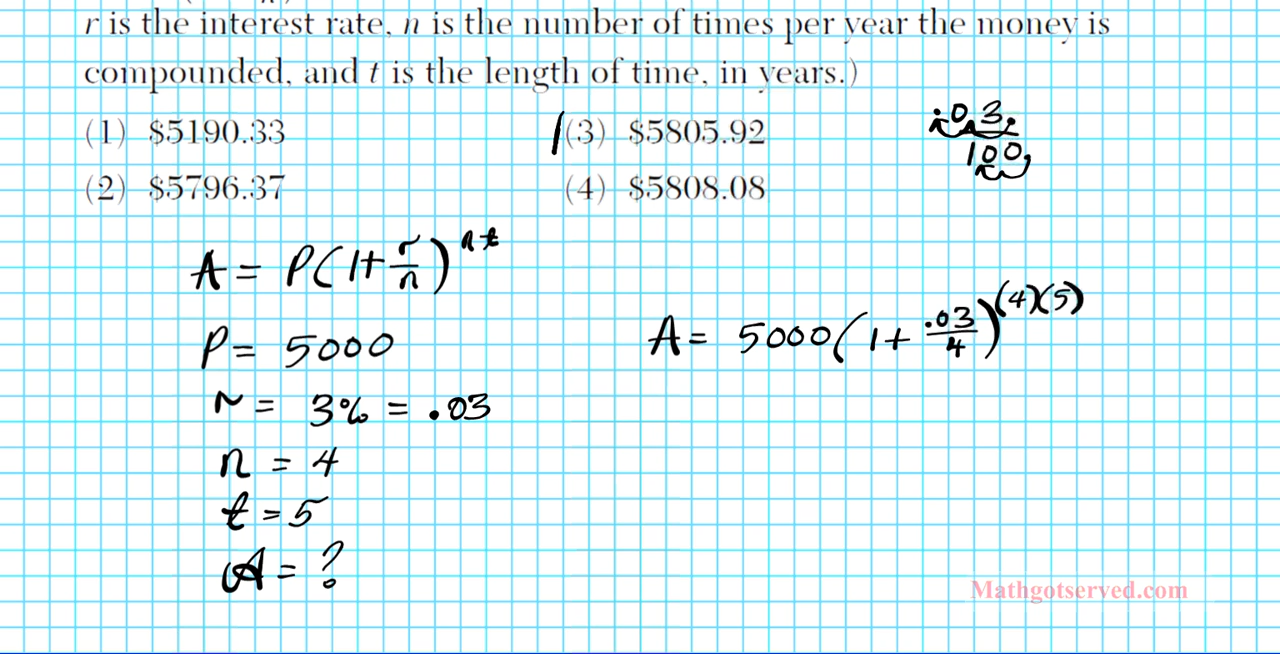 r is the interest rate, n is the number of times per year the money is
compounded, and t is the length of time, in years.)
(1) $5190.33
(3) $5805.92
(2) $5796.37
(4) $5808.08
.03.
100.
A = P(1+r/n)^nt
P = 5000
r = 3% = .03
n = 4
t = 5
A = ?
A = 5000(1+.03/4)^(4)(5)
Mathgotserved.com